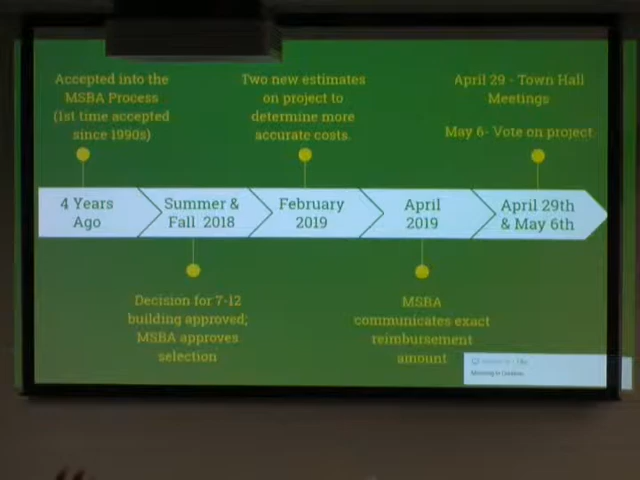 Accepted into the
MSBA Process
(1st time accepted
since 1990s)
Two new estimates
on project to
determine more
accurate costs.
April 29 - Town Hall
Meetings
May 6- Vote on project
4 Years
Ago
Summer &
Fall 2018
February
2019
April
2019
April 29th
& May 6th
Decision for 7-12
building approved;
MSBA approves
selection
MSBA
communicates exact
reimbursement
amount